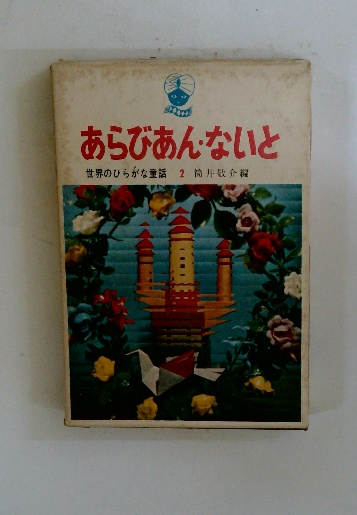 あらびあん・ないと
世界のひらがな童話 2 筒井敬介編